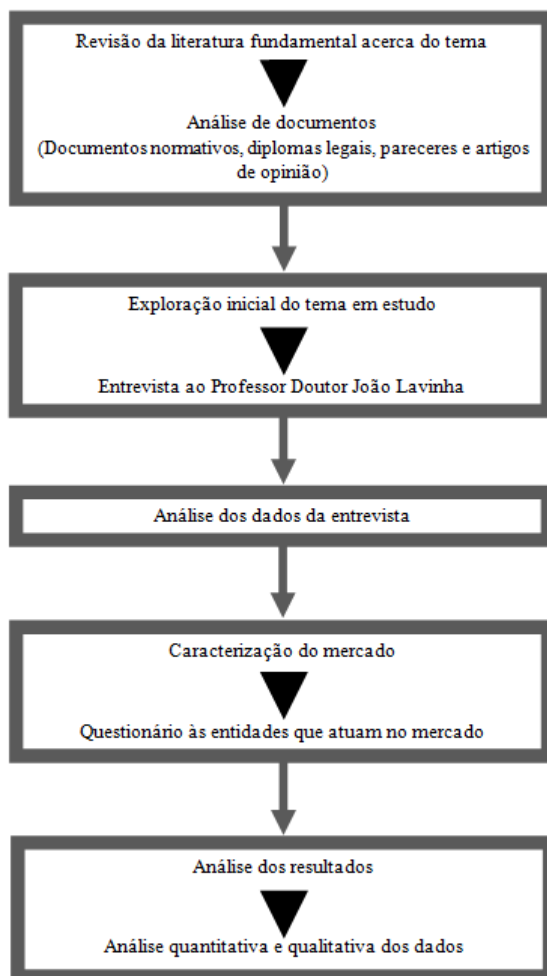 Revisão da literatura fundamental acerca do tema
Análise de documentos
(Documentos normativos, diplomas legais, pareceres e artigos
de opinião)
Exploração inicial do tema em estudo
Entrevista ao Professor Doutor João Lavinha
Análise dos dados da entrevista
Caracterização do mercado
Questionário às entidades que atuam no mercado
Análise dos resultados
Análise quantitativa e qualitativa dos dados